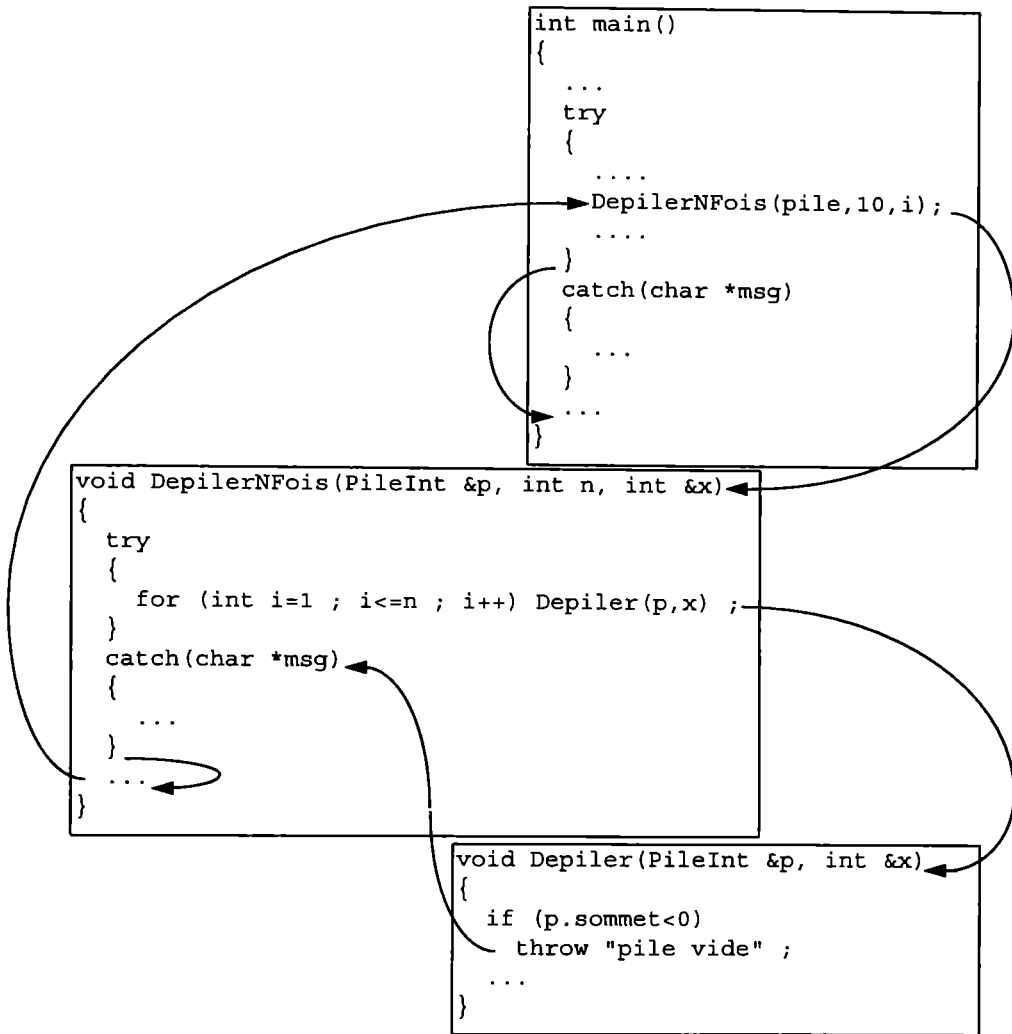 int main()
{
...
try
{
....
DepilerNFois(pile,10,i);
....
}
catch(char *msg)
{
...
}
...
}
void DepilerNFois(PileInt &p, int n, int &x)
{
try
{
for (int i=1 ; i<=n ; i++) Depiler(p,x) ;
}
catch(char *msg)
{
...
}
...
}
void Depiler(PileInt &p, int &x)
{
if (p.sommet<0)
throw "pile vide" ;
...
}